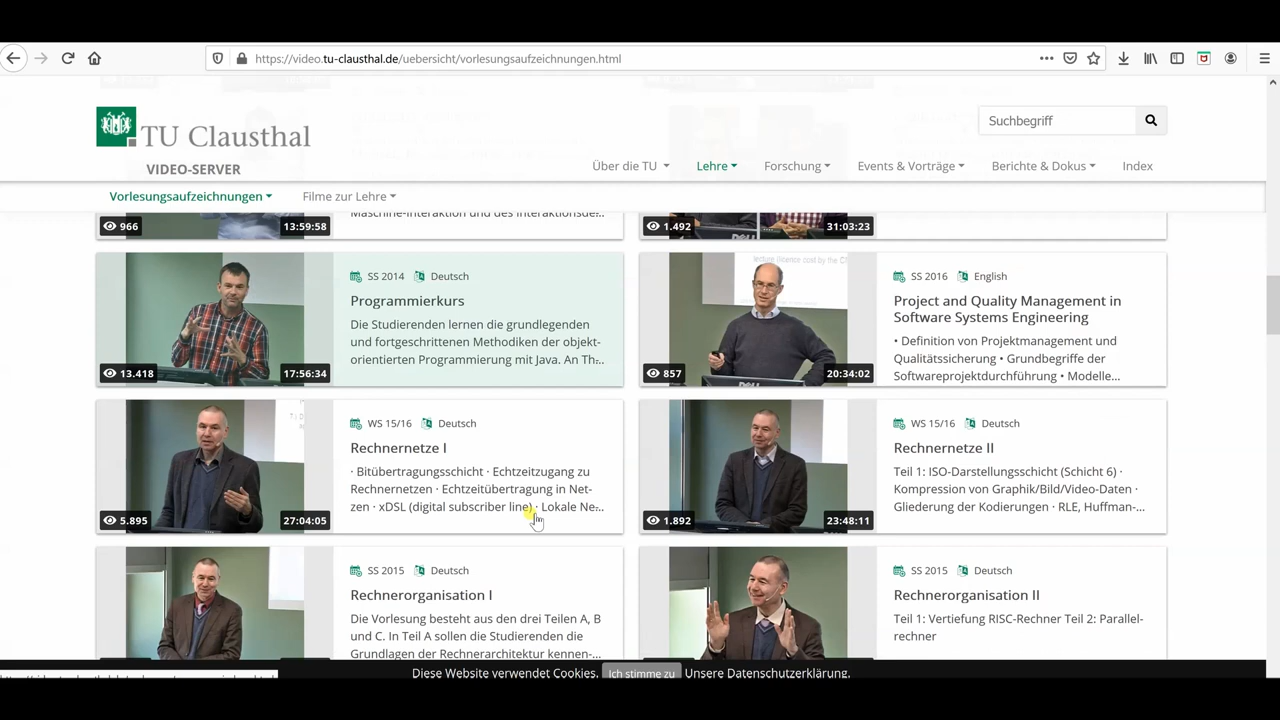 https://video.tu-clausthal.de/uebersicht/vorlesungsaufzeichnungen.html
TU Clausthal
VIDEO-SERVER
Suchbegriff
Über die TU
Lehre
Forschung
Events & Vorträge
Berichte & Dokus
Index
Vorlesungsaufzeichnungen
Filme zur Lehre
966
13:59:58
Maschine-Interaktion und des Interaktionsde...
1.492
31:03:23
SS 2014 Deutsch
Programmierkurs
Die Studierenden lernen die grundlegenden
und fortgeschrittenen Methodiken der objekt-
orientierten Programmierung mit Java. An Th...
13.418
17:56:34
SS 2016 English
Project and Quality Management in
Software Systems Engineering
• Definition von Projektmanagement und
Qualitätssicherung • Grundbegriffe der
Softwareprojektdurchführung • Modelle...
857
20:34:02
WS 15/16 Deutsch
Rechnernetze I
· Bitübertragungsschicht · Echtzeitzugang zu
Rechnernetzen · Echtzeitübertragung in Net-
zen · xDSL (digital subscriber line) · Lokale Ne...
5.895
27:04:05
WS 15/16 Deutsch
Rechnernetze II
Teil 1: ISO-Darstellungsschicht (Schicht 6) ·
Kompression von Graphik/Bild/Video-Daten ·
Gliederung der Kodierungen · RLE, Huffman-...
1.892
23:48:11
SS 2015 Deutsch
Rechnerorganisation I
Die Vorlesung besteht aus den drei Teilen A, B
und C. In Teil A sollen die Studierenden die
Grundlagen der Rechnerarchitektur kennen-
SS 2015 Deutsch
Rechnerorganisation II
Teil 1: Vertiefung RISC-Rechner Teil 2: Parallel-
rechner
Diese Website verwendet Cookies. Ich stimme zu Unsere Datenschutzerklärung.